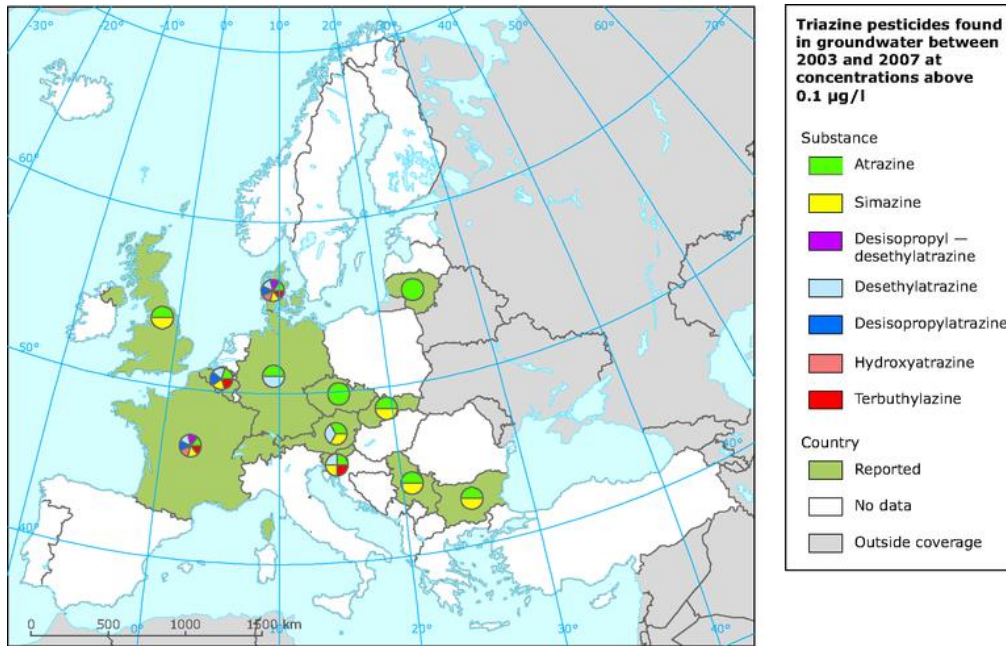 -30°
-20°
-10°
0°
10°
20°
30°
40°
50°
60°
70°
60°
50°
40°
50°
40°
0
500
1000
1500 km
-10°
0°
10°
20°
30°
40°
Triazine pesticides found
in groundwater between
2003 and 2007 at
concentrations above
0.1 µg/l
Substance
Atrazine
Simazine
Desisopropyl —
desethylatrazine
Desethylatrazine
Desisopropylatrazine
Hydroxyatrazine
Terbuthylazine
Country
Reported
No data
Outside coverage